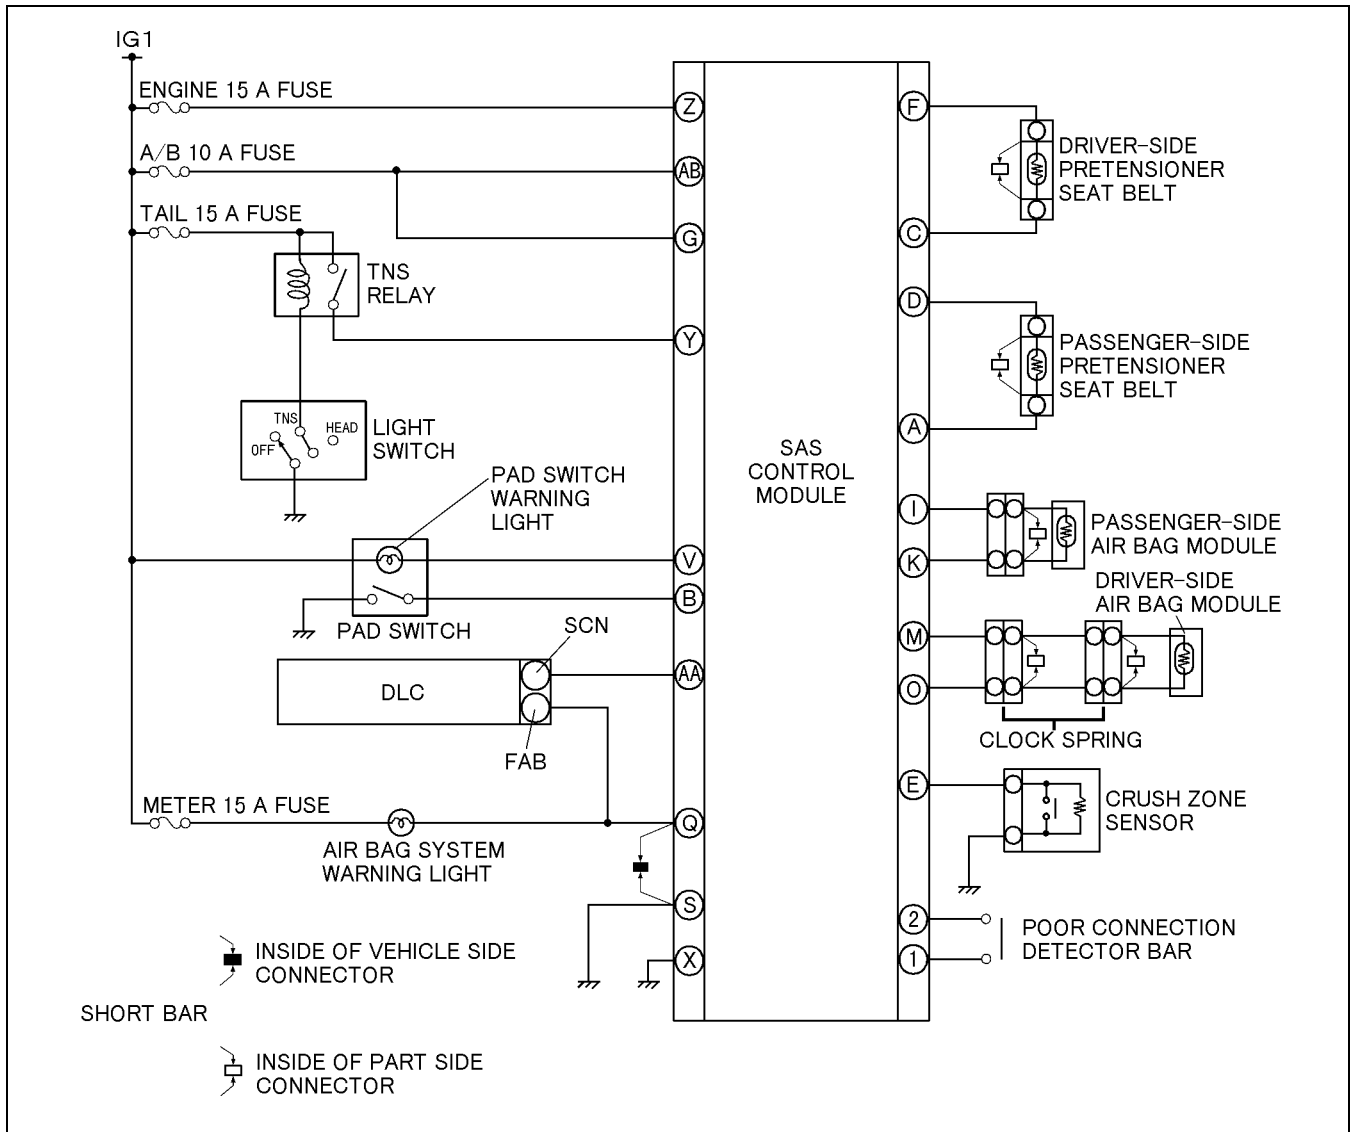 IG1
ENGINE 15 A FUSE
A/B 10 A FUSE
TAIL 15 A FUSE
TNS
RELAY
TNS
HEAD
OFF
LIGHT
SWITCH
PAD SWITCH
WARNING
LIGHT
PAD SWITCH
SCN
DLC
FAB
METER 15 A FUSE
AIR BAG SYSTEM
WARNING LIGHT
INSIDE OF VEHICLE SIDE
CONNECTOR
SHORT BAR
INSIDE OF PART SIDE
CONNECTOR
Z
AB
G
Y
V
B
AA
Q
S
X
SAS
CONTROL
MODULE
F
C
D
A
I
K
M
O
E
2
1
DRIVER-SIDE
PRETENSIONER
SEAT BELT
PASSENGER-SIDE
PRETENSIONER
SEAT BELT
PASSENGER-SIDE
AIR BAG MODULE
DRIVER-SIDE
AIR BAG MODULE
CLOCK SPRING
CRUSH ZONE
SENSOR
POOR CONNECTION
DETECTOR BAR